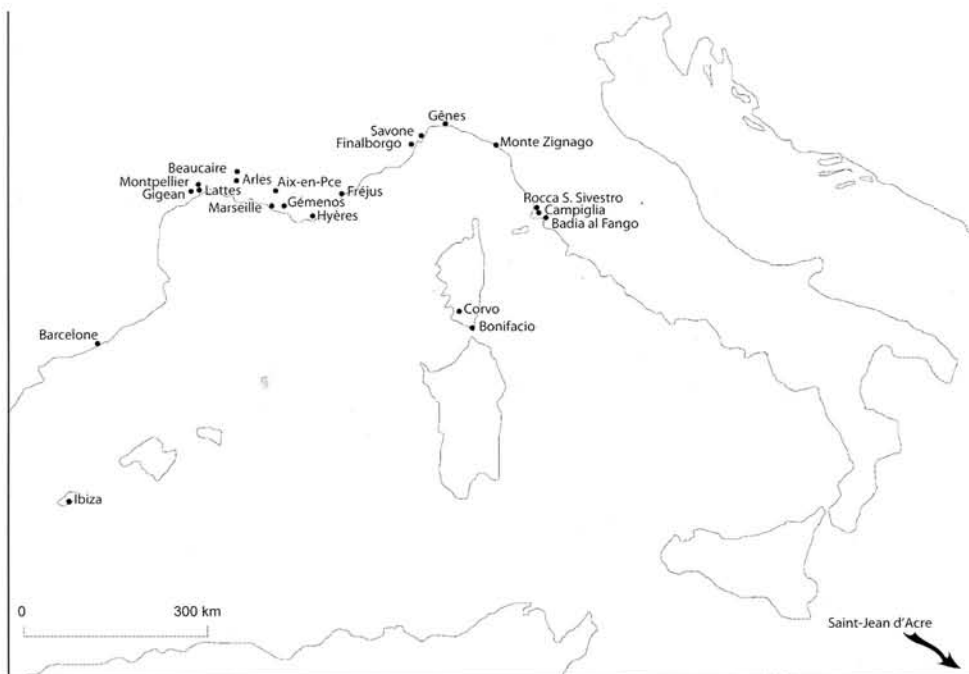 Gênes
Savone
Finalborgo
Monte Zignago
Beaucaire
Arles
Aix-en-Pce
Montpellier
Lattes
Gigean
Fréjus
Marseille
Gémenos
Hyères
Rocca S. Sivestro
Campiglia
Badia al Fango
Corvo
Bonifacio
Barcelone
Ibiza
0 300 km
Saint-Jean d'Acre